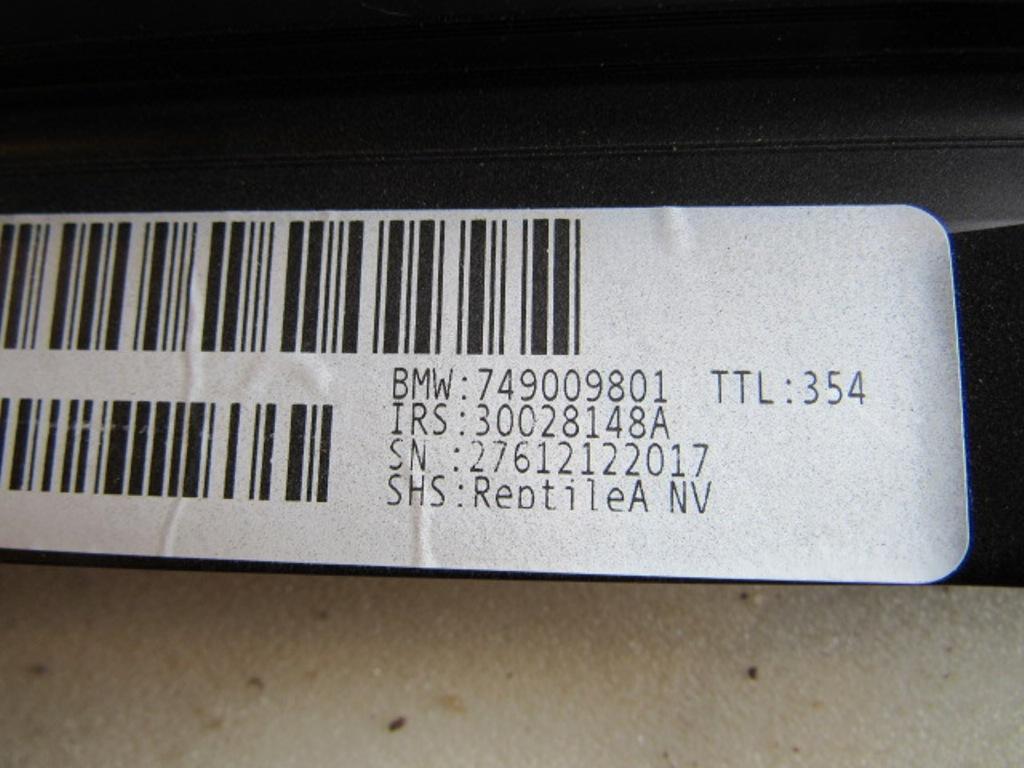 BMW:749009801 TTL:354
IRS:30028148A
SN :27612122017
SHS:ReptileA NV